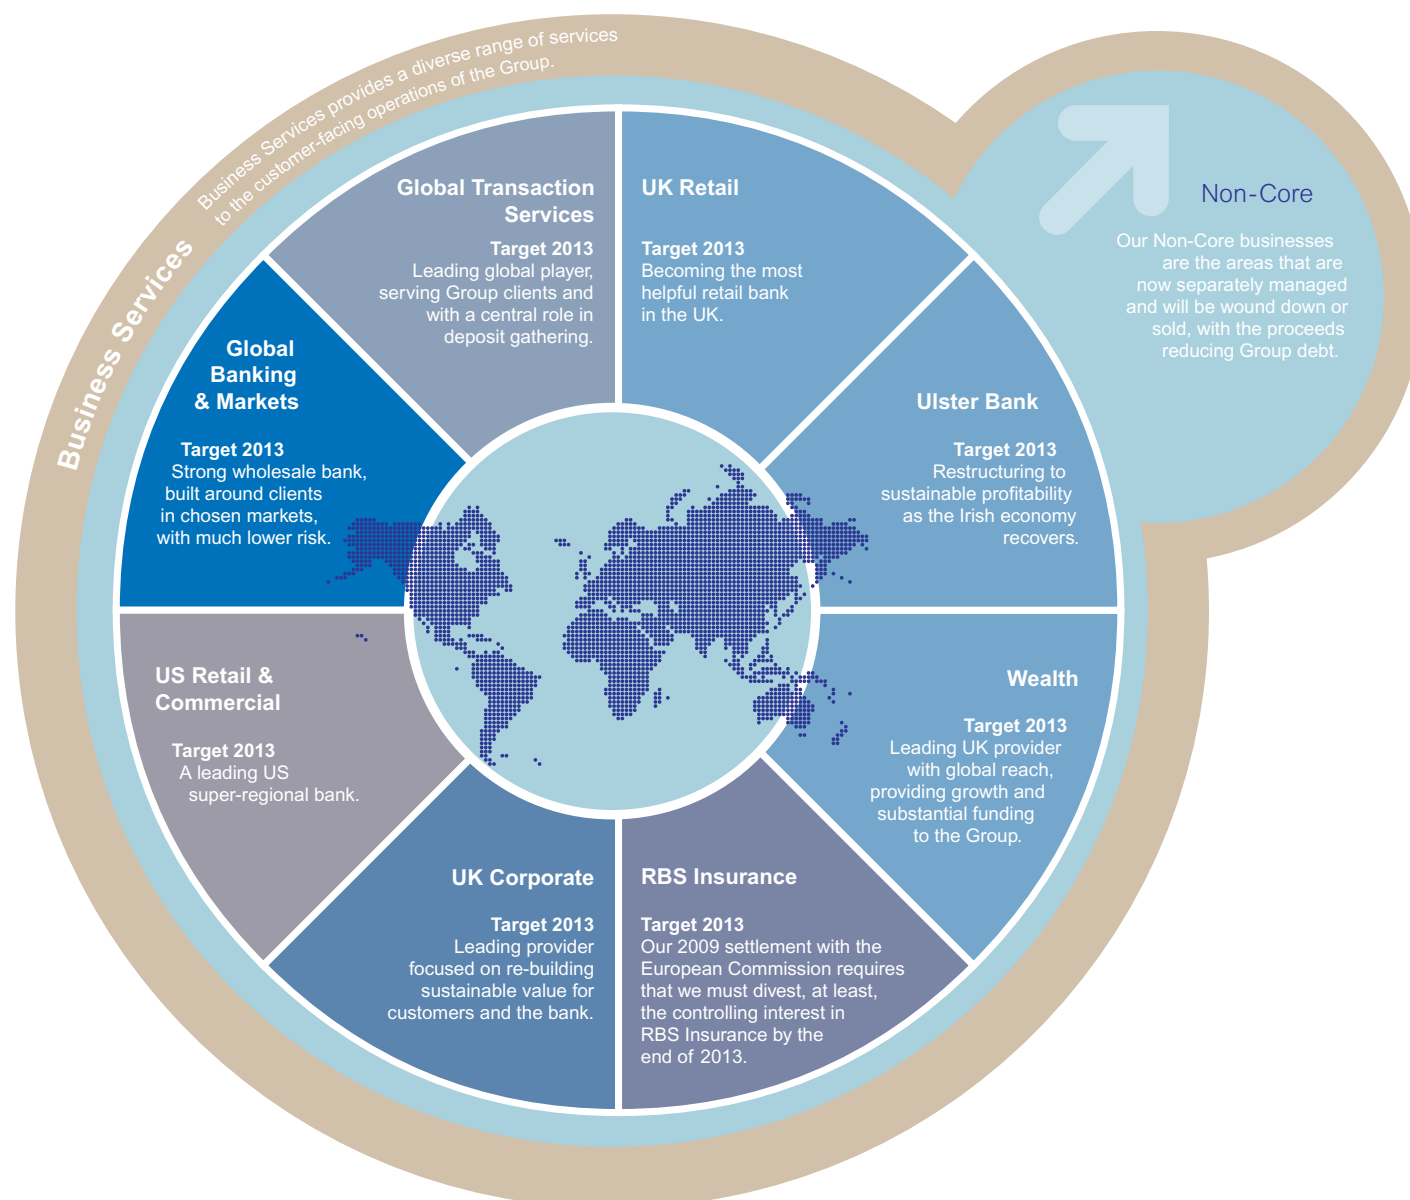 Business Services
Business Services provides a diverse range of services
to the customer-facing operations of the Group.
Global Transaction
Services
Target 2013
Leading global player,
serving Group clients and
with a central role in
deposit gathering.
UK Retail
Target 2013
Becoming the most
helpful retail bank
in the UK.
Non-Core
Our Non-Core businesses
are the areas that are
now separately managed
and will be wound down or
sold, with the proceeds
reducing Group debt.
Global
Banking
& Markets
Target 2013
Strong wholesale bank,
built around clients
in chosen markets,
with much lower risk.
Ulster Bank
Target 2013
Restructuring to
sustainable profitability
as the Irish economy
recovers.
US Retail &
Commercial
Target 2013
A leading US
super-regional bank.
Wealth
Target 2013
Leading UK provider
with global reach,
providing growth and
substantial funding
to the Group.
UK Corporate
Target 2013
Leading provider
focused on re-building
sustainable value for
customers and the bank.
RBS Insurance
Target 2013
Our 2009 settlement with the
European Commission requires
that we must divest, at least,
the controlling interest in
RBS Insurance by the
end of 2013.